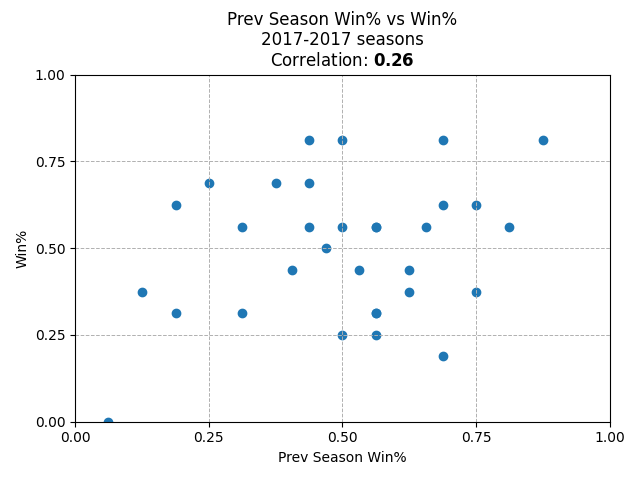 Prev Season Win% vs Win%
2017-2017 seasons
Correlation: 0.26
1.00
0.75
0.50
0.25
0.00
Win%
0.00 0.25 0.50 0.75 1.00
Prev Season Win%